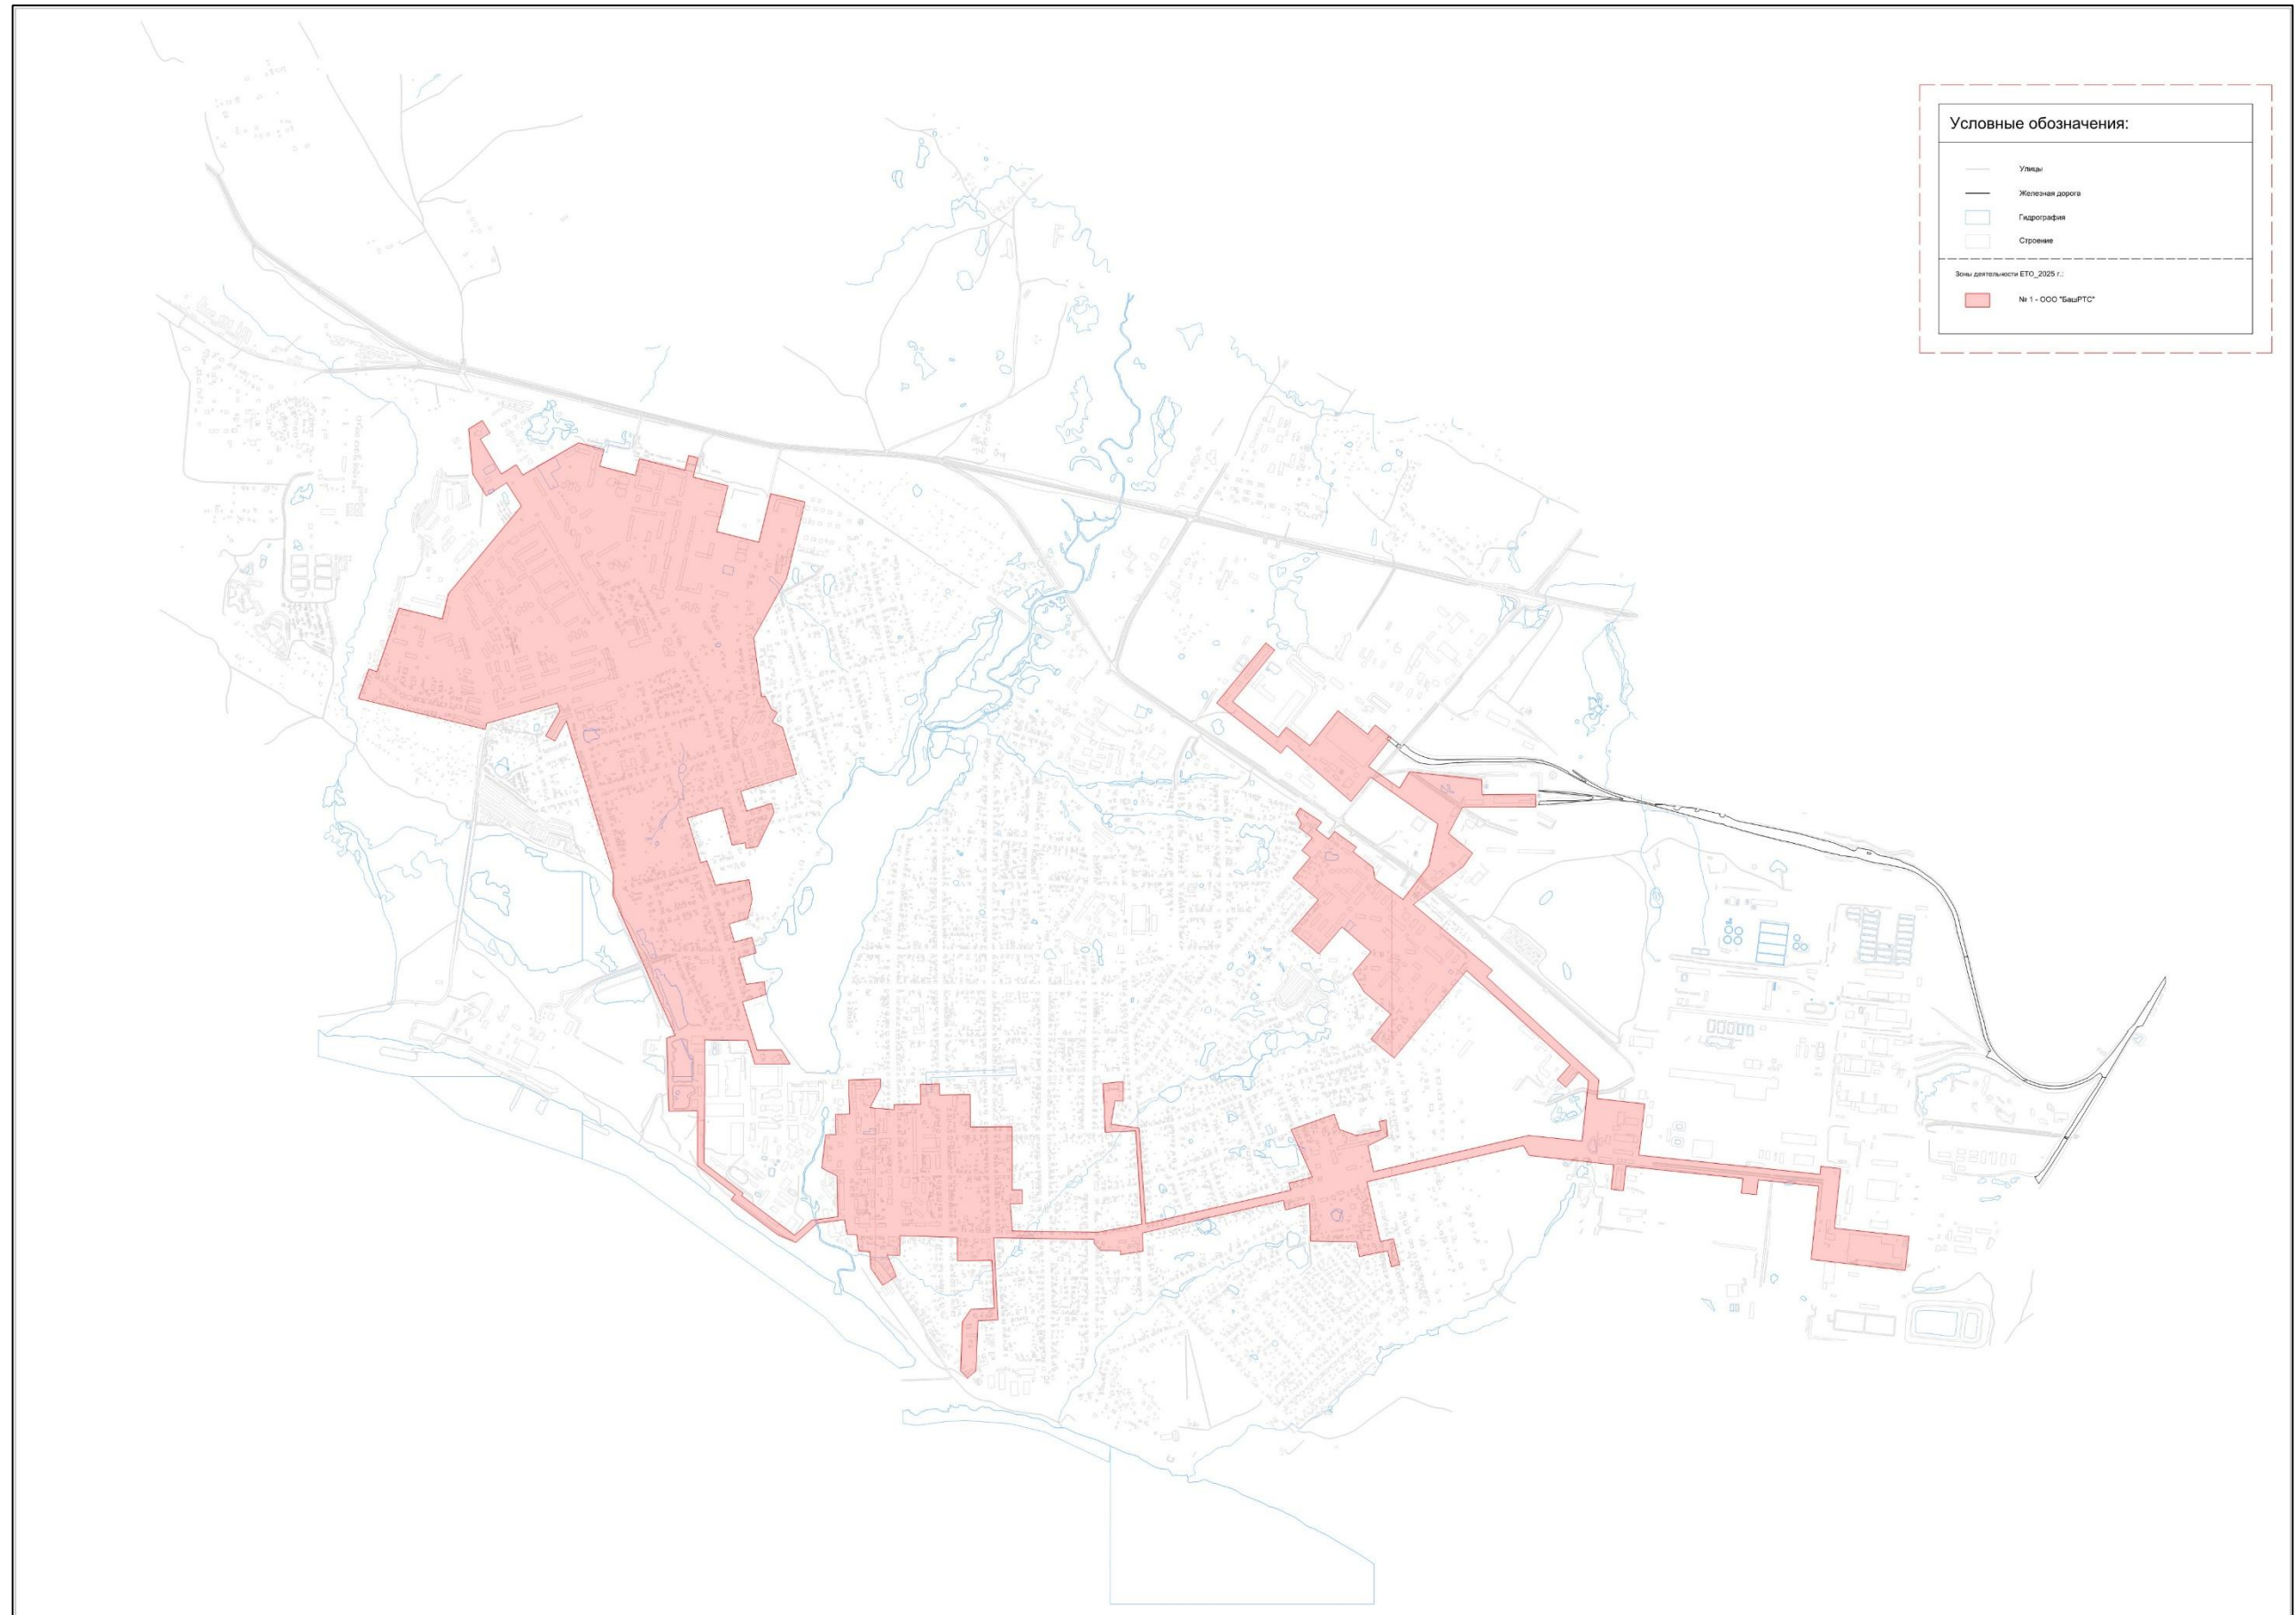 Условные обозначения:
Улицы
Железная дорога
Гидрография
Строение
Зоны деятельности ЕТО_2025 г.:
№ 1 - ООО "БашРТС"